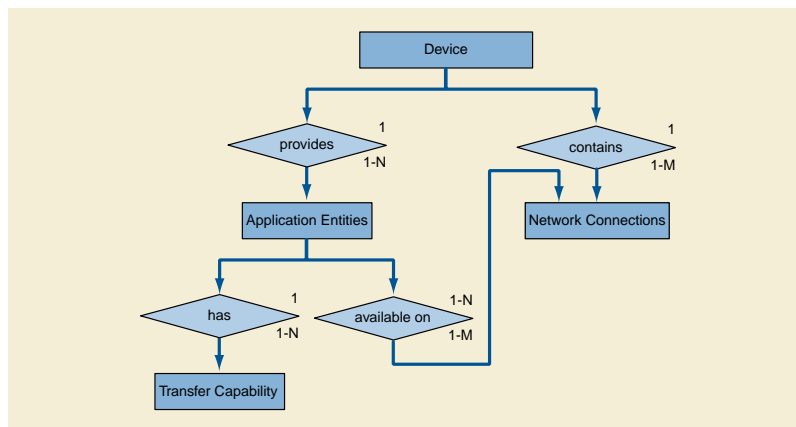 Device
1
provides
1-N
1
contains
1-M
Application Entities
Network Connections
1
has
1-N
1-N
available on
1-M
Transfer Capability